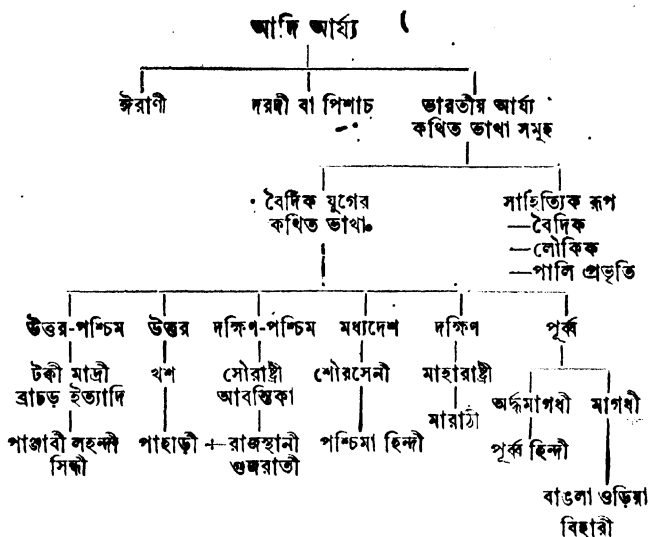 আদি আর্য্য
ঈরাণী দরদী বা পিশাচ ভারতীয় আর্য্য
কথিত ভাষা সমূহ
বৈদিক যুগের সাহিত্যিক রূপ
কথিত ভাষা —বৈদিক
—লৌকিক
—পালি প্রভৃতি
উত্তর-পশ্চিম উত্তর দক্ষিণ-পশ্চিম মধ্যদেশ দক্ষিণ পূর্ব্ব
টক্কী মাদ্রী খশ সৌরাষ্ট্রী শৌরসেনী মাহারাষ্ট্রী
ব্রাচড় ইত্যাদি আবন্তিকা মারাঠী অর্দ্ধমাগধী মাগধী
পাঞ্জাবী লহন্দী পাহাড়ী রাজস্থানী পশ্চিমা হিন্দী পূর্ব্ব হিন্দী
সিন্ধী গুজরাতী
বাঙলা ওড়িয়া
বিহারী